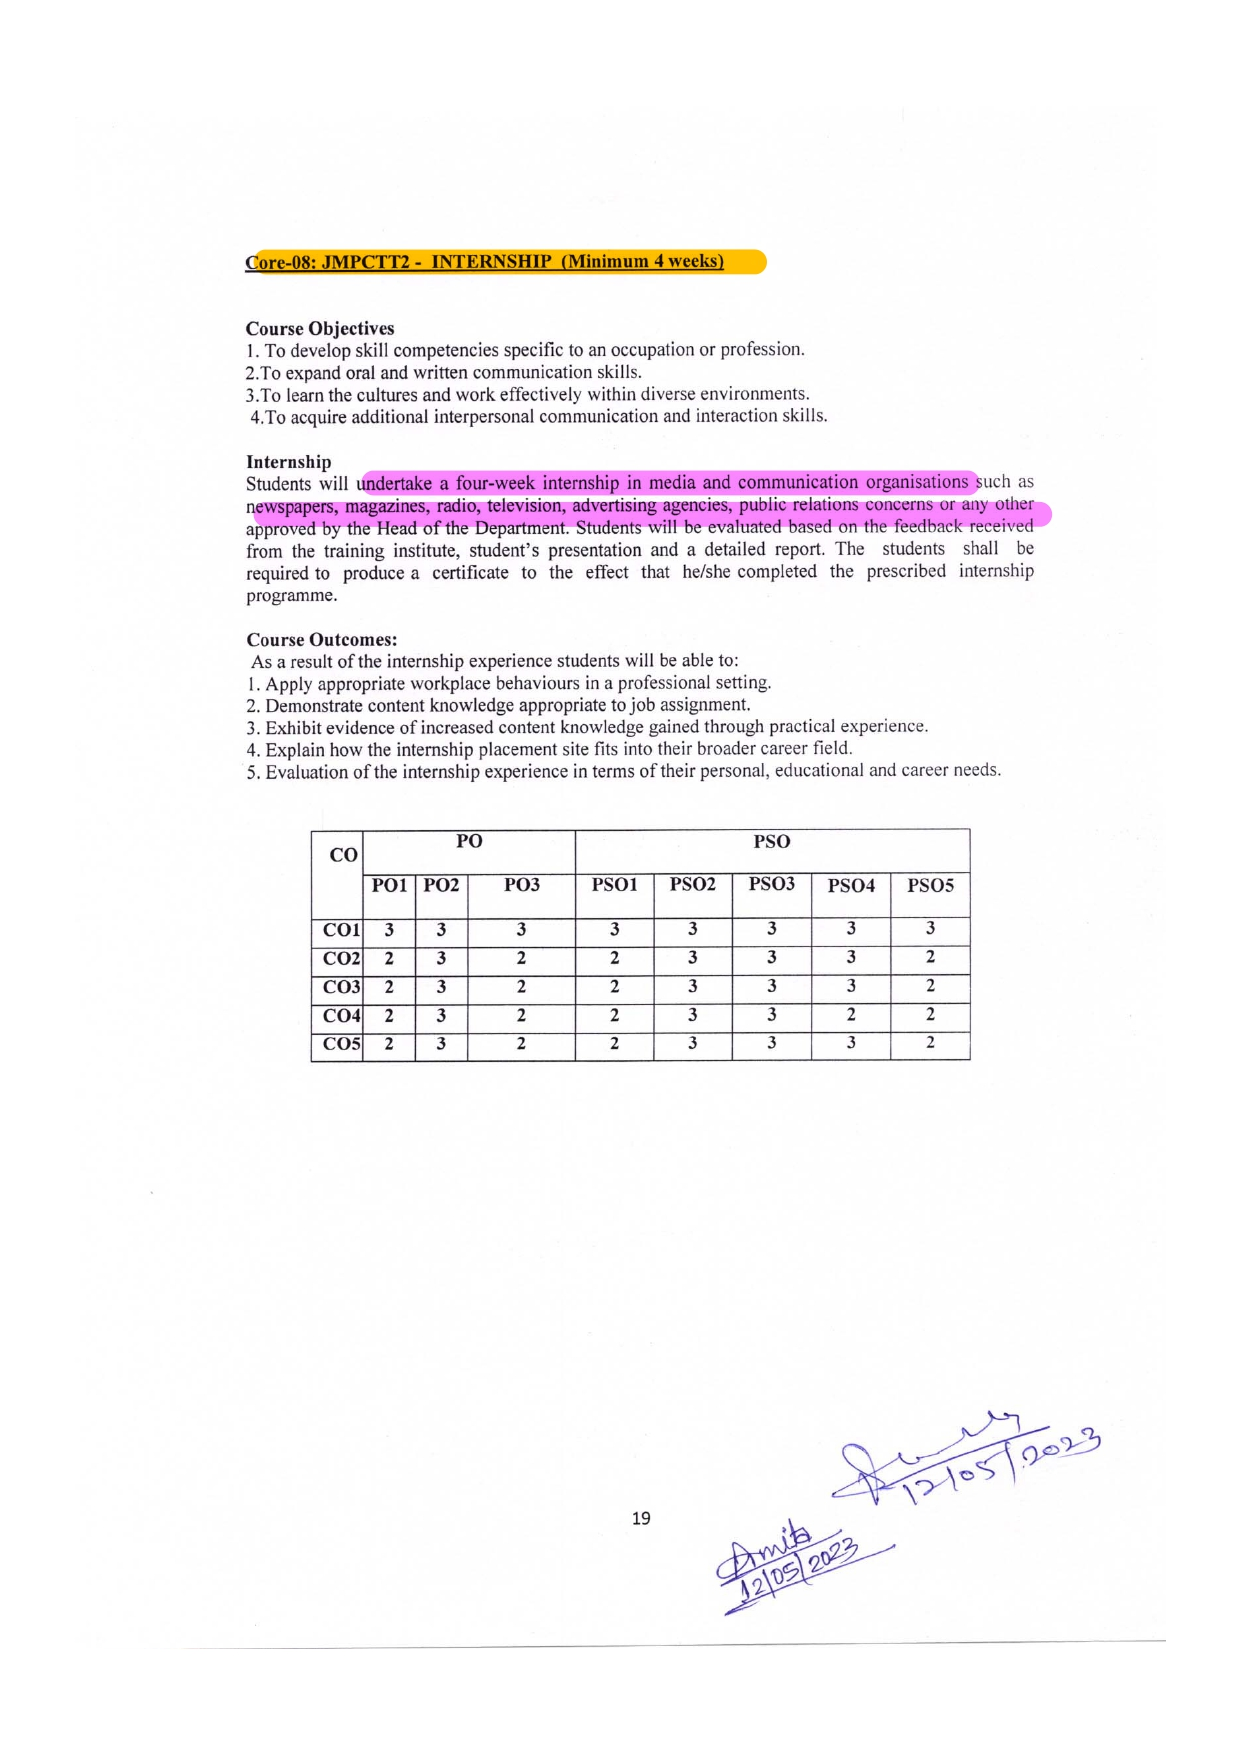 Core-08: JMPCTT2 - INTERNSHIP (Minimum 4 weeks)
Course Objectives
1. To develop skill competencies specific to an occupation or profession.
2.To expand oral and written communication skills.
3.To learn the cultures and work effectively within diverse environments.
4.To acquire additional interpersonal communication and interaction skills.
Internship
Students will undertake a four-week internship in media and communication organisations such as
newspapers, magazines, radio, television, advertising agencies, public relations concerns or any other
approved by the Head of the Department. Students will be evaluated based on the feedback received
from the training institute, student's presentation and a detailed report. The students shall be
required to produce a certificate to the effect that he/she completed the prescribed internship
programme.
Course Outcomes:
As a result of the internship experience students will be able to:
1. Apply appropriate workplace behaviours in a professional setting.
2. Demonstrate content knowledge appropriate to job assignment.
3. Exhibit evidence of increased content knowledge gained through practical experience.
4. Explain how the internship placement site fits into their broader career field.
5. Evaluation of the internship experience in terms of their personal, educational and career needs.
CO PO PSO
PO1 PO2 PO3 PSO1 PSO2 PSO3 PSO4 PSO5
CO1 3 3 3 3 3 3 3 3
CO2 2 3 2 2 3 3 3 2
CO3 2 3 2 2 3 3 3 2
CO4 2 3 2 2 3 3 2 2
CO5 2 3 2 2 3 3 3 2
12/05/2023
19
Amita
12/05/2023